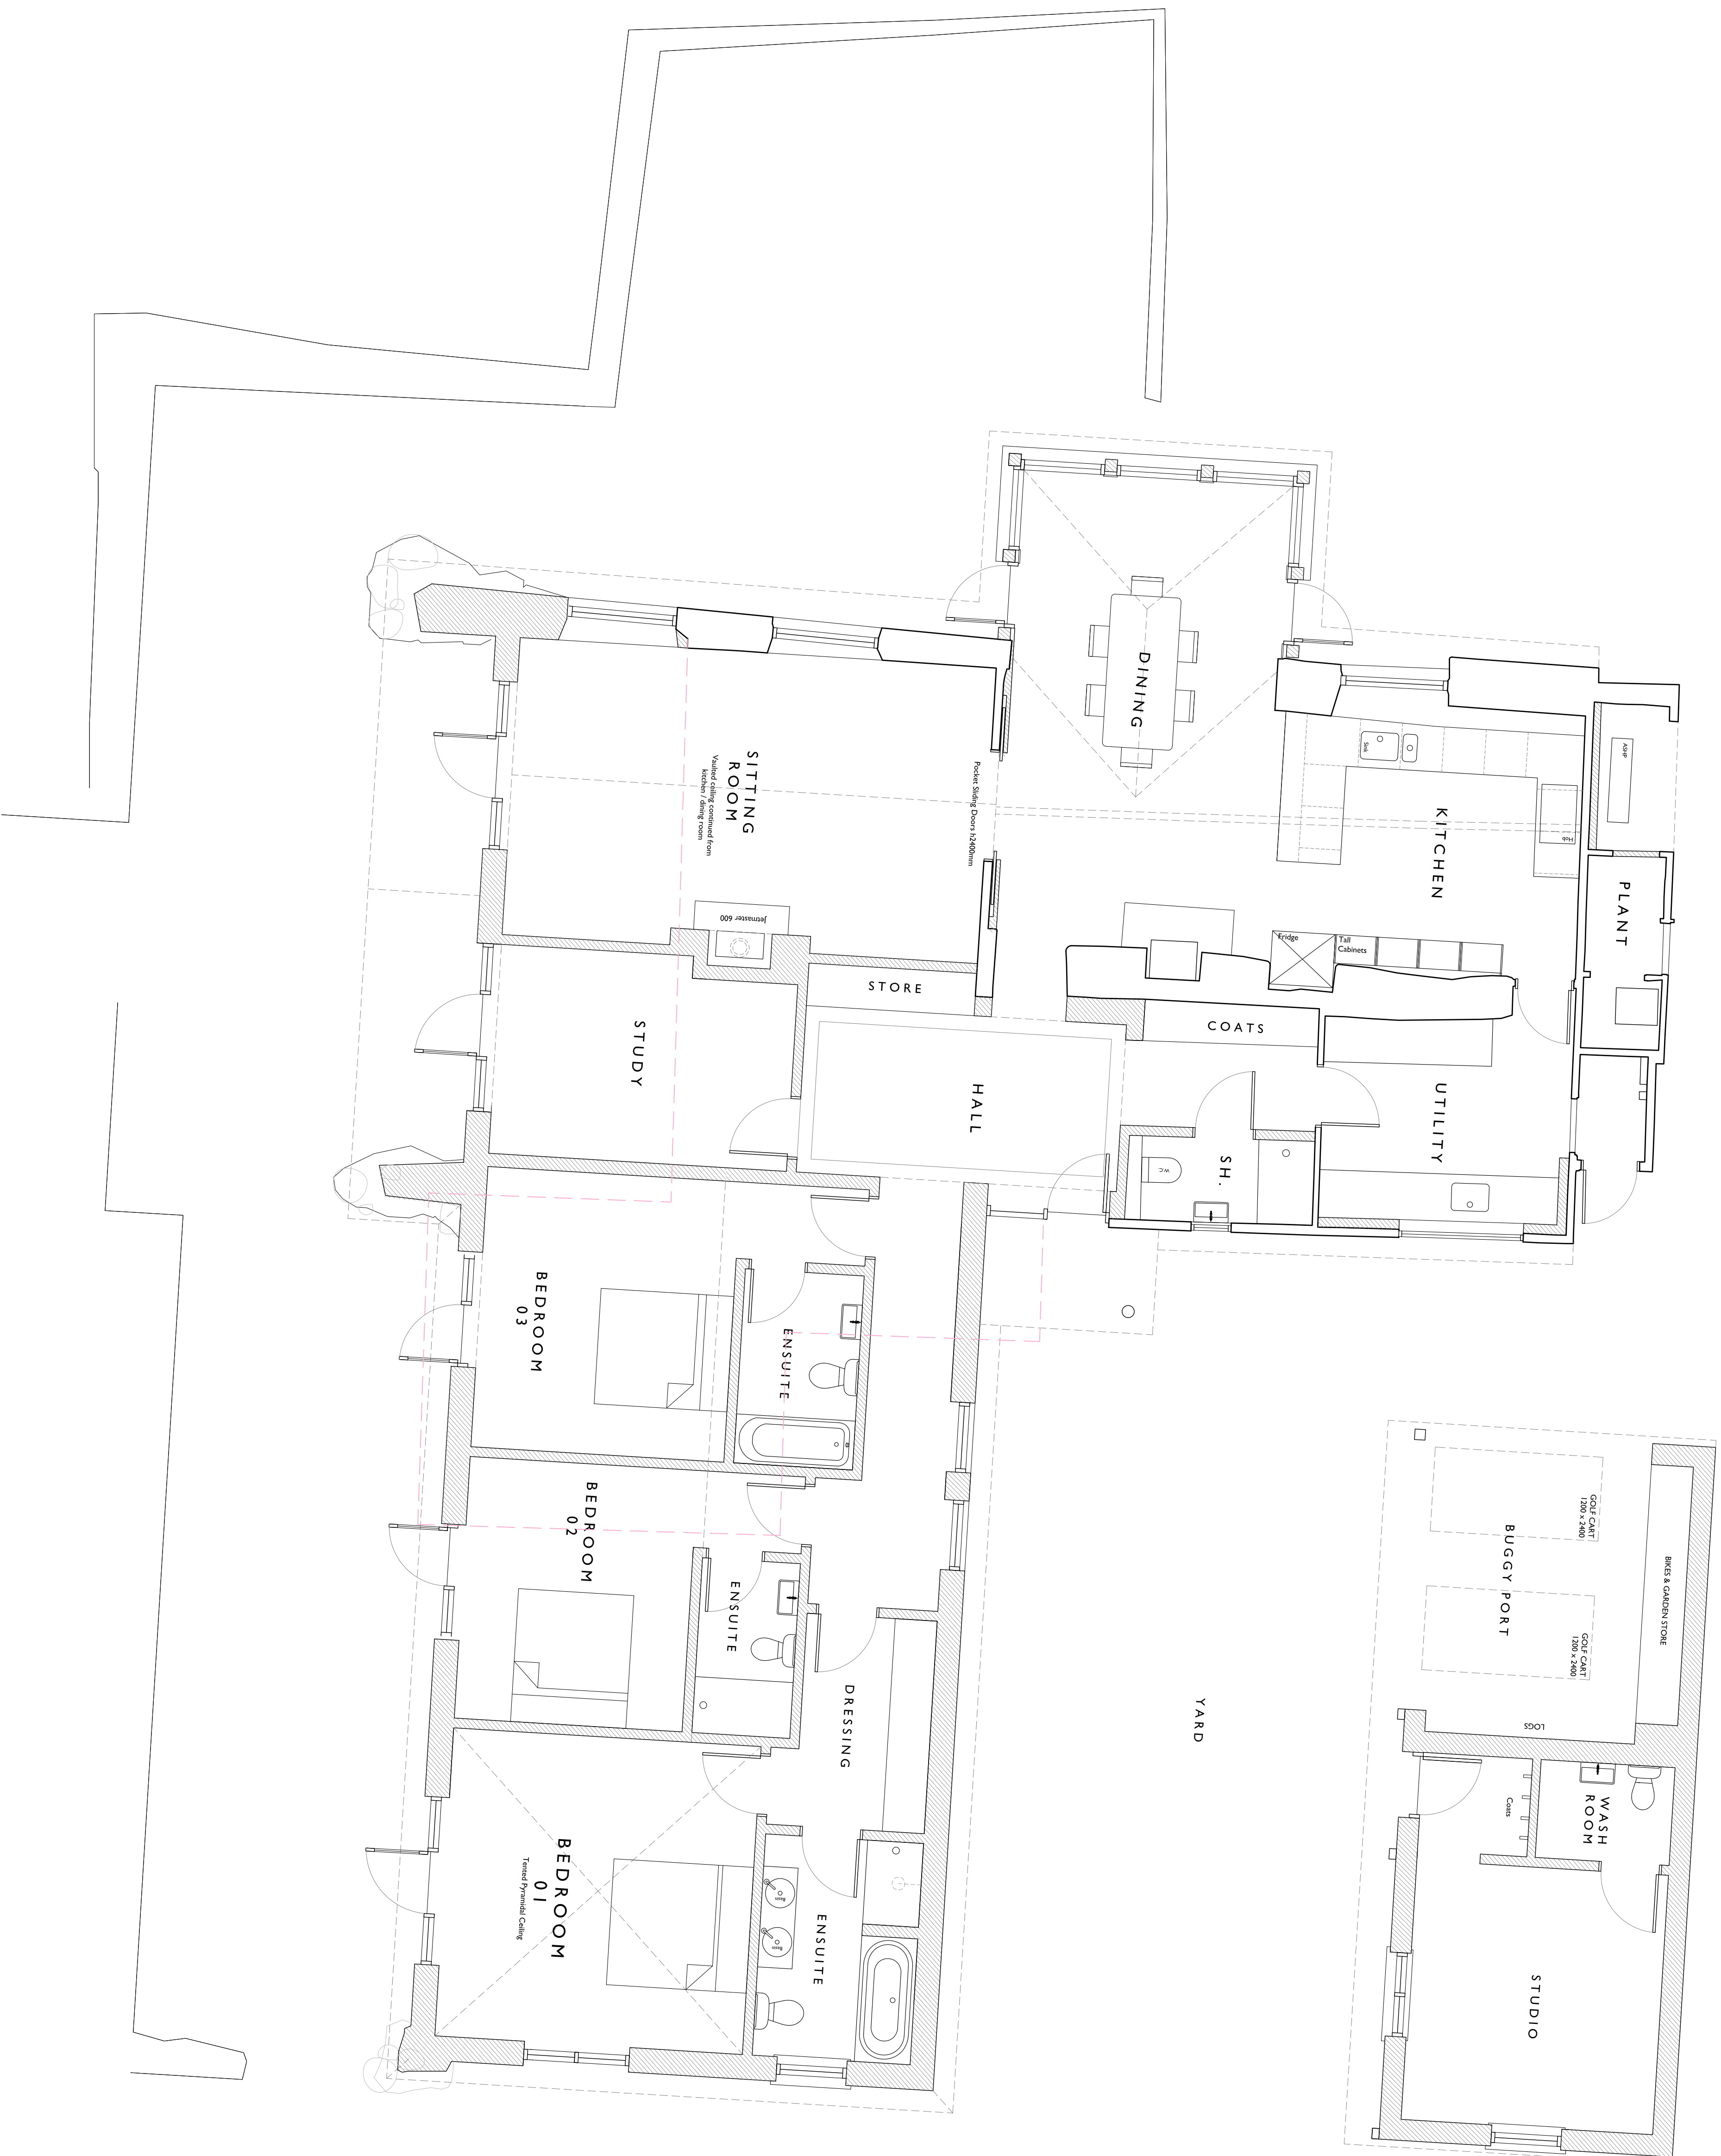 DINING
SITTING
ROOM
Vaulted ceiling continued from
kitchen / dining room
Pocket Sliding Doors h2400mm
Sink
Hob
ASHP
KITCHEN
PLANT
Jetmaster 600
Fridge
Tall
Cabinets
STORE
COATS
STUDY
HALL
UTILITY
SH.
W.C.
BEDROOM
03
ENSUITE
BEDROOM
02
ENSUITE
DRESSING
BEDROOM
01
Tented Pyramidal Ceiling
Basin
Basin
ENSUITE
YARD
GOLF CART
1200 x 2400
BUGGY PORT
BIKES & GARDEN STORE
GOLF CART
1200 x 2400
LOGS
Coats
WASH
ROOM
STUDIO